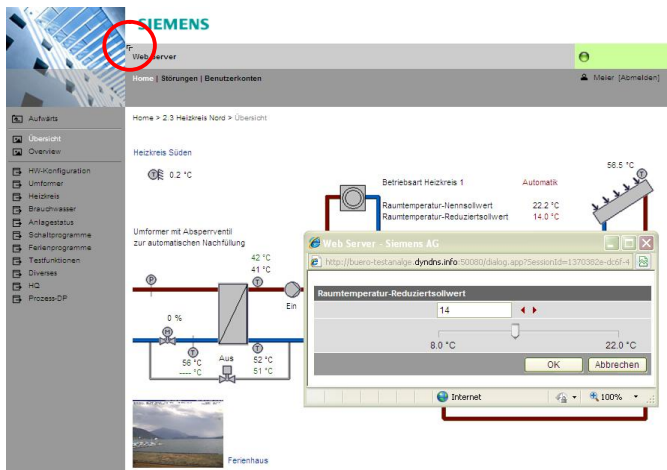 SIEMENS
Web server
Home | Störungen | Benutzerkonten
Meier [Abmelden]
Aufwärts
Übersicht
Overview
HW-Konfiguration
Umformer
Heizkreis
Brauchwasser
Anlagestatus
Schaltprogramme
Ferienprogramme
Testfunktionen
Diverses
HQ
Prozess-DP
Home > 2.3 Heizkreis Nord > Übersicht
Heizkreis Süden
T
0.2 °C
56.5 °C
T
Betriebsart Heizkreis 1 Automatik
Raumtemperatur-Nennsollwert 22.2 °C
Raumtemperatur-Reduziertsollwert 14.0 °C
Umformer mit Absperrventil
zur automatischen Nachfüllung
42 °C
41 °C
P
T
Ein
0 %
M
T
56 °C
----°C
Aus
T
52 °C
51 °C
Ferienhaus
Web Server - Siemens AG
http://buero-testanalge.dyndns.info:50080/dialog.app?SessionId=1370382e-d06f-4
Raumtemperatur-Reduziertsollwert
14
8.0 °C 22.0 °C
OK Abbrechen
Internet 100%